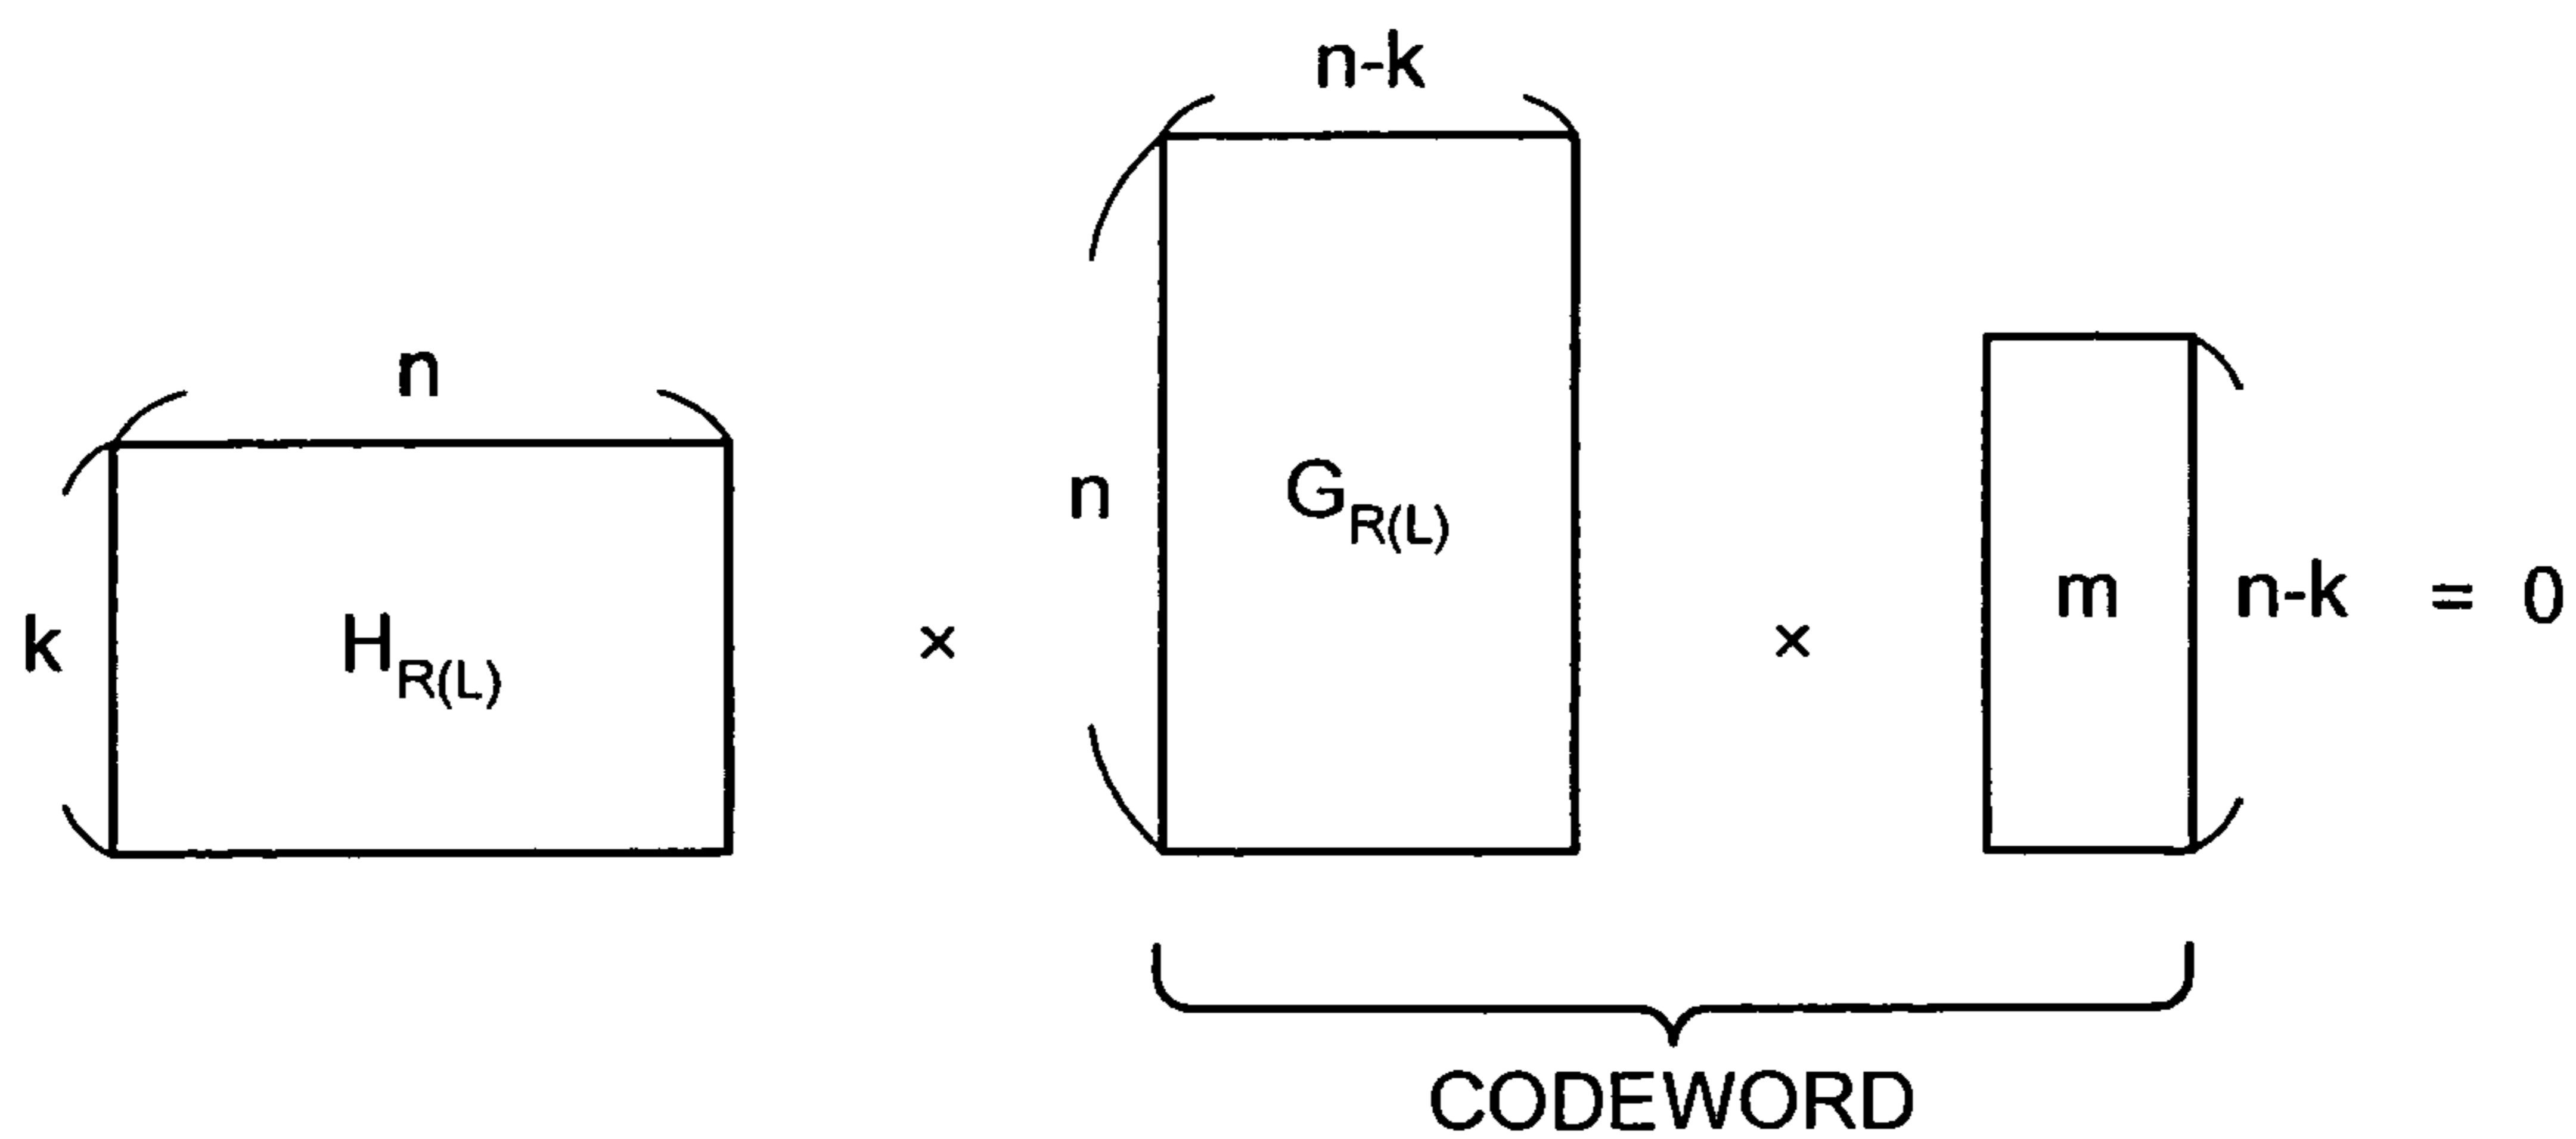 n-k
n
n
G_R(L)
k
H_R(L)
×
×
m
n-k = 0
CODEWORD